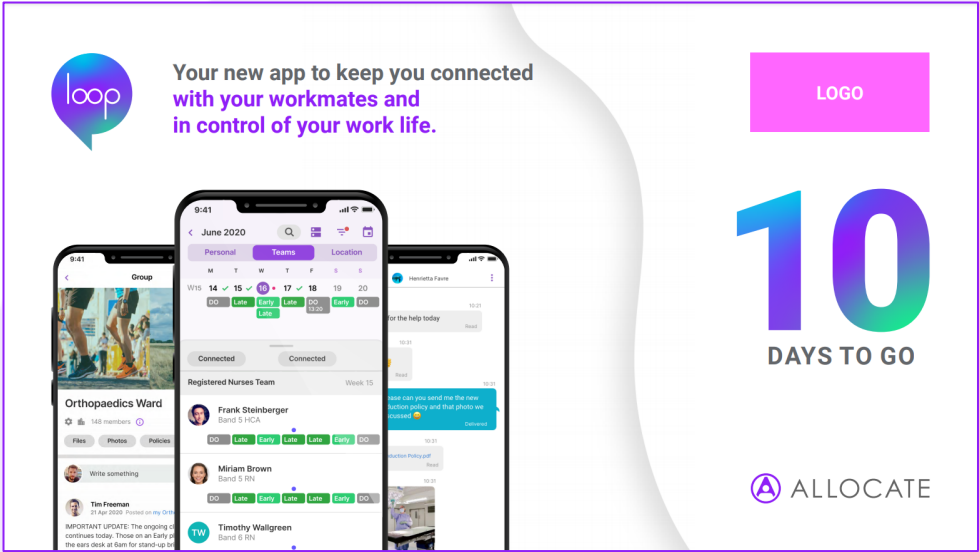 loop
Your new app to keep you connected
with your workmates and
in control of your work life.
LOGO
10
DAYS TO GO
ALLOCATE
9:41
Group
Orthopaedics Ward
148 members
Files Photos Policies
Write something
Tim Freeman
21 Apr 2020 Posted on my Orth
IMPORTANT UPDATE: The ongoing cl
continues today. Those on an Early p
the ears desk at 6am for stand-up bri
9:41
June 2020
Personal Teams Location
M T W T F S S
W15 14 15 16 17 18 19 20
DO Late Early Late DO Early DO
Late 13:20
Connected Connected
Registered Nurses Team Week 15
Frank Steinberger
Band 5 HCA
DO Late Early Late Late Early DO
Miriam Brown
Band 5 RN
DO Late Early Late Late Early DO
TW
Timothy Wallgreen
Band 6 RN
Henrietta Favre
10:21
for the help today
Read
10:31
Read
10:31
ease can you send me the new
duction policy and that photo we
scussed
Delivered
10:31
duction Policy.pdf
Read
10:31